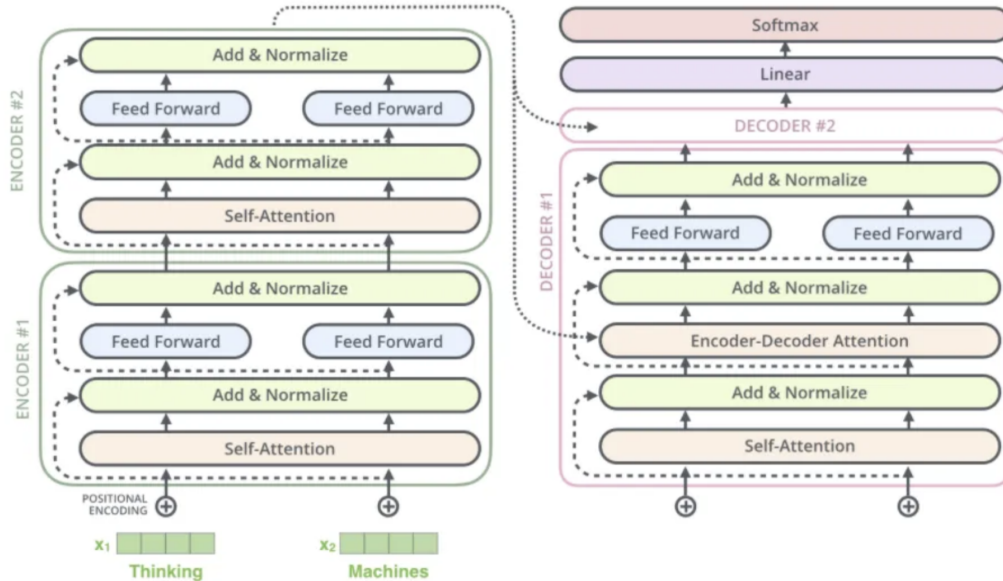 ENCODER #2
Add & Normalize
Feed Forward
Feed Forward
Add & Normalize
Self-Attention
ENCODER #1
Add & Normalize
Feed Forward
Feed Forward
Add & Normalize
Self-Attention
POSITIONAL
ENCODING
x₁
x₂
Thinking
Machines
Softmax
Linear
DECODER #2
DECODER #1
Add & Normalize
Feed Forward
Feed Forward
Add & Normalize
Encoder-Decoder Attention
Add & Normalize
Self-Attention